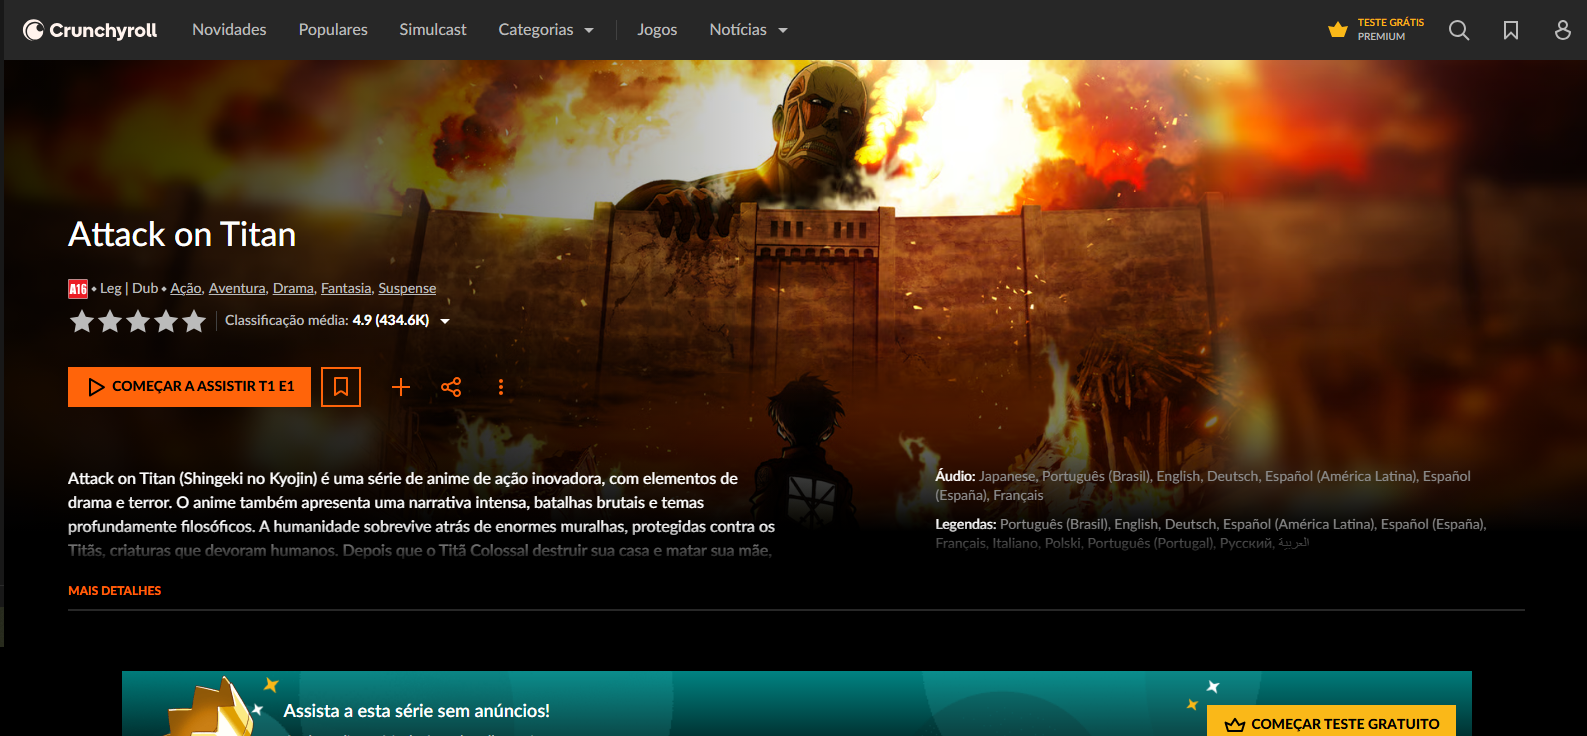 Crunchyroll Novidades Populares Simulcast Categorias Jogos Notícias TESTE GRÁTIS
PREMIUM
Attack on Titan
A16 • Leg | Dub • Ação, Aventura, Drama, Fantasia, Suspense
Classificação média: 4.9 (434.6K)
COMEÇAR A ASSISTIR T1 E1
Attack on Titan (Shingeki no Kyojin) é uma série de anime de ação inovadora, com elementos de
drama e terror. O anime também apresenta uma narrativa intensa, batalhas brutais e temas
profundamente filosóficos. A humanidade sobrevive atrás de enormes muralhas, protegidas contra os
Titãs, criaturas que devoram humanos. Depois que o Titã Colossal destruir sua casa e matar sua mãe,
MAIS DETALHES
Áudio: Japanese, Português (Brasil), English, Deutsch, Español (América Latina), Español
(España), Français
Legendas: Português (Brasil), English, Deutsch, Español (América Latina), Español (España),
Français, Italiano, Polski, Português (Portugal), Русский, العربية
Assista a esta série sem anúncios!
COMEÇAR TESTE GRATUITO